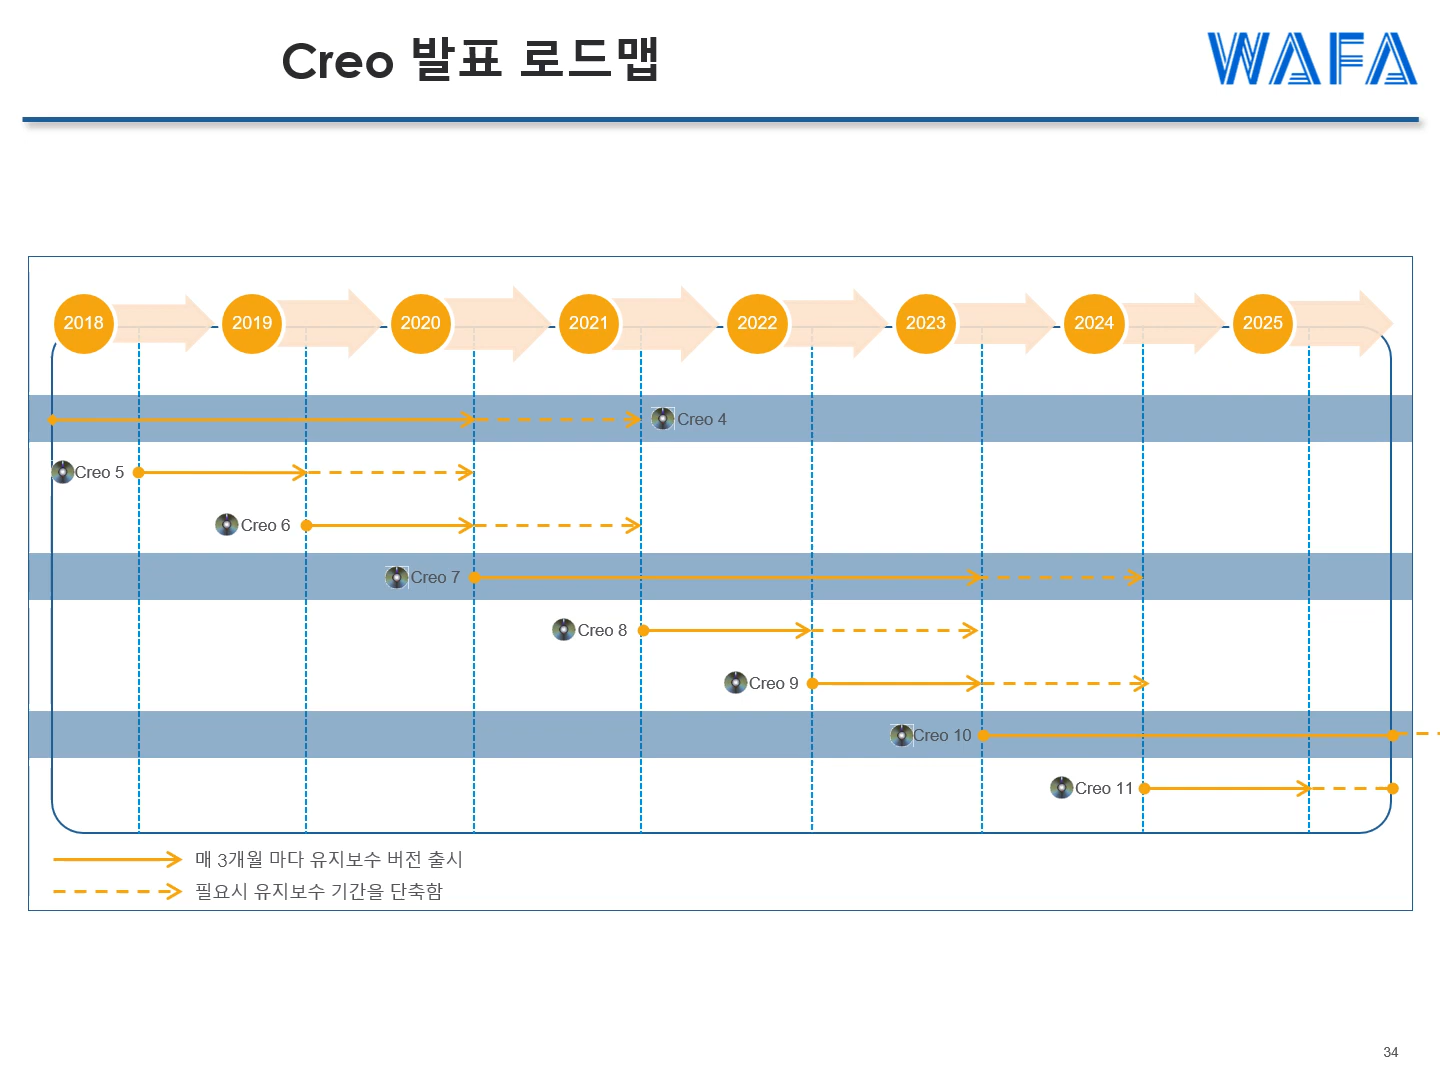 Creo 발표 로드맵
WAFA
2018 2019 2020 2021 2022 2023 2024 2025
Creo 4
Creo 5
Creo 6
Creo 7
Creo 8
Creo 9
Creo 10
Creo 11
매 3개월 마다 유지보수 버전 출시
필요시 유지보수 기간을 단축함
34